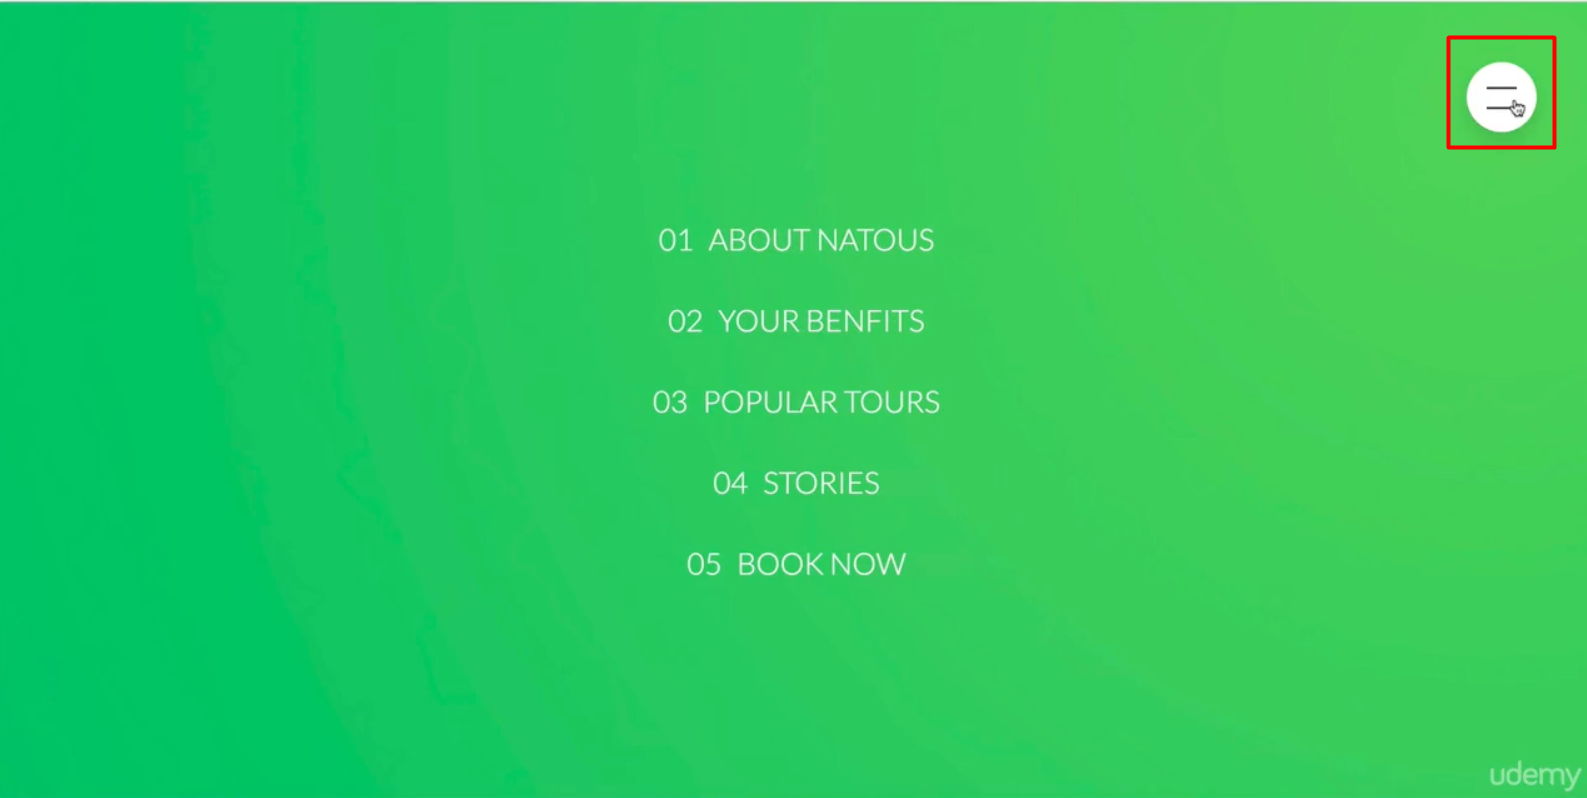 01 ABOUT NATOUS
02 YOUR BENFITS
03 POPULAR TOURS
04 STORIES
05 BOOK NOW
udemy